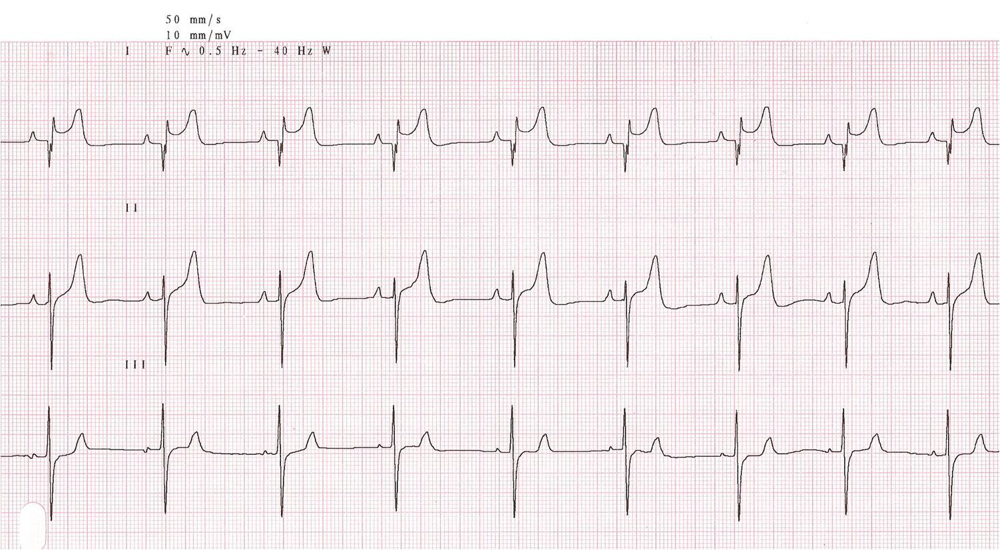 50 mm/s
10 mm/mV
I F ∿ 0.5 Hz - 40 Hz W
II
III